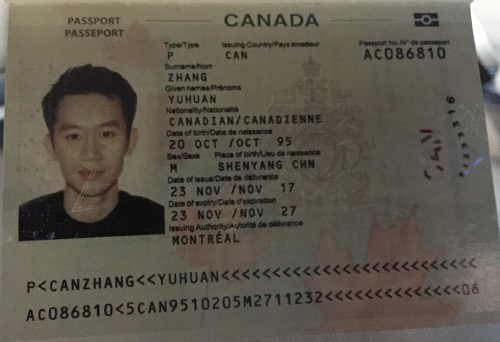 PASSPORT
PASSEPORT
CANADA
Type/Type Issuing Country/Pays émetteur Passport No./N° de passeport
P CAN AC086810
Surname/Nom
ZHANG
Given names/Prénoms
YUHUAN
Nationality/Nationalité
CANADIAN/CANADIENNE
Date of birth/Date de naissance
20 OCT /OCT 95
Sex/Sexe Place of birth/Lieu de naissance
M SHENYANG CHN
Date of issue/Date de délivrance
23 NOV /NOV 17
Date of expiry/Date d'expiration
23 NOV /NOV 27
Issuing Authority/Autorité de délivrance
MONTRÉAL
P<CANZHANG<<YUHUAN<<<<<<<<<<<<<<<<<<<<<<<<<<
AC086810<5CAN9510205M2711232<<<<<<<<<<<<<<06